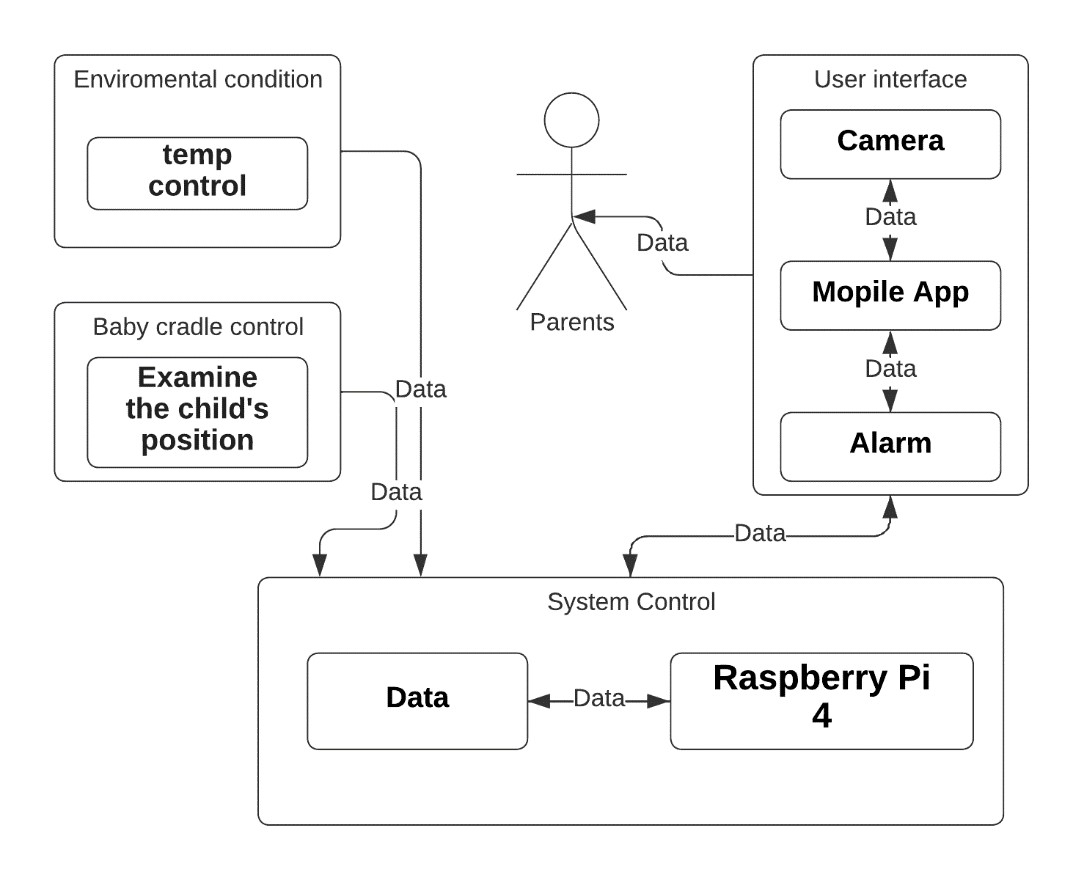 Enviromental condition
temp
control
Baby cradle control
Examine
the child's
position
Data
Data
Parents
Data
User interface
Camera
Data
Mopile App
Data
Alarm
Data
System Control
Data
Data
Raspberry Pi
4